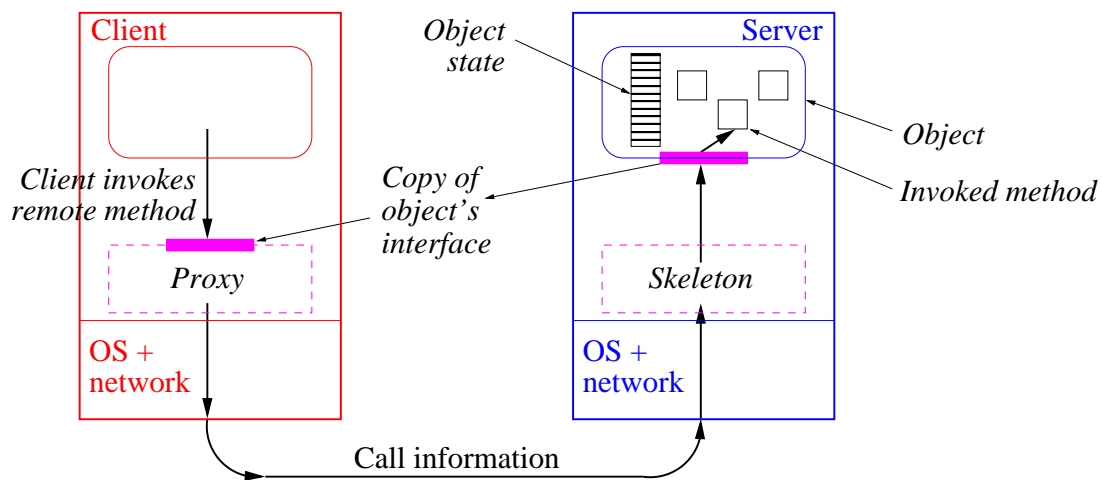 Client
Object
state
Server
Object
Client invokes
remote method
Copy of
object's
interface
Invoked method
Proxy
Skeleton
OS +
network
OS +
network
Call information